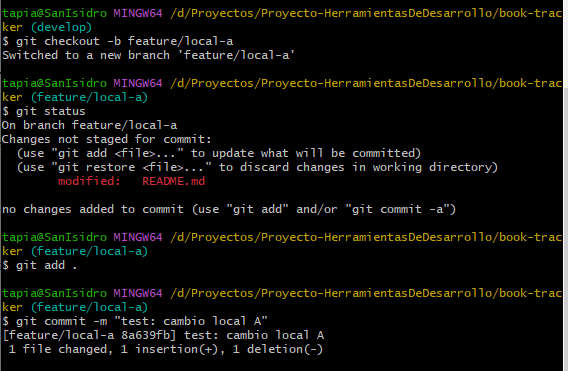 tapia@SanIsidro MINGW64 /d/Proyectos/Proyecto-HerramientasDeDesarrollo/book-trac
ker (develop)
$ git checkout -b feature/local-a
Switched to a new branch 'feature/local-a'
tapia@SanIsidro MINGW64 /d/Proyectos/Proyecto-HerramientasDeDesarrollo/book-trac
ker (feature/local-a)
$ git status
On branch feature/local-a
Changes not staged for commit:
  (use "git add <file>..." to update what will be committed)
  (use "git restore <file>..." to discard changes in working directory)
        modified:   README.md
no changes added to commit (use "git add" and/or "git commit -a")
tapia@SanIsidro MINGW64 /d/Proyectos/Proyecto-HerramientasDeDesarrollo/book-trac
ker (feature/local-a)
$ git add .
tapia@SanIsidro MINGW64 /d/Proyectos/Proyecto-HerramientasDeDesarrollo/book-trac
ker (feature/local-a)
$ git commit -m "test: cambio local A"
[feature/local-a 8a639fb] test: cambio local A
 1 file changed, 1 insertion(+), 1 deletion(-)